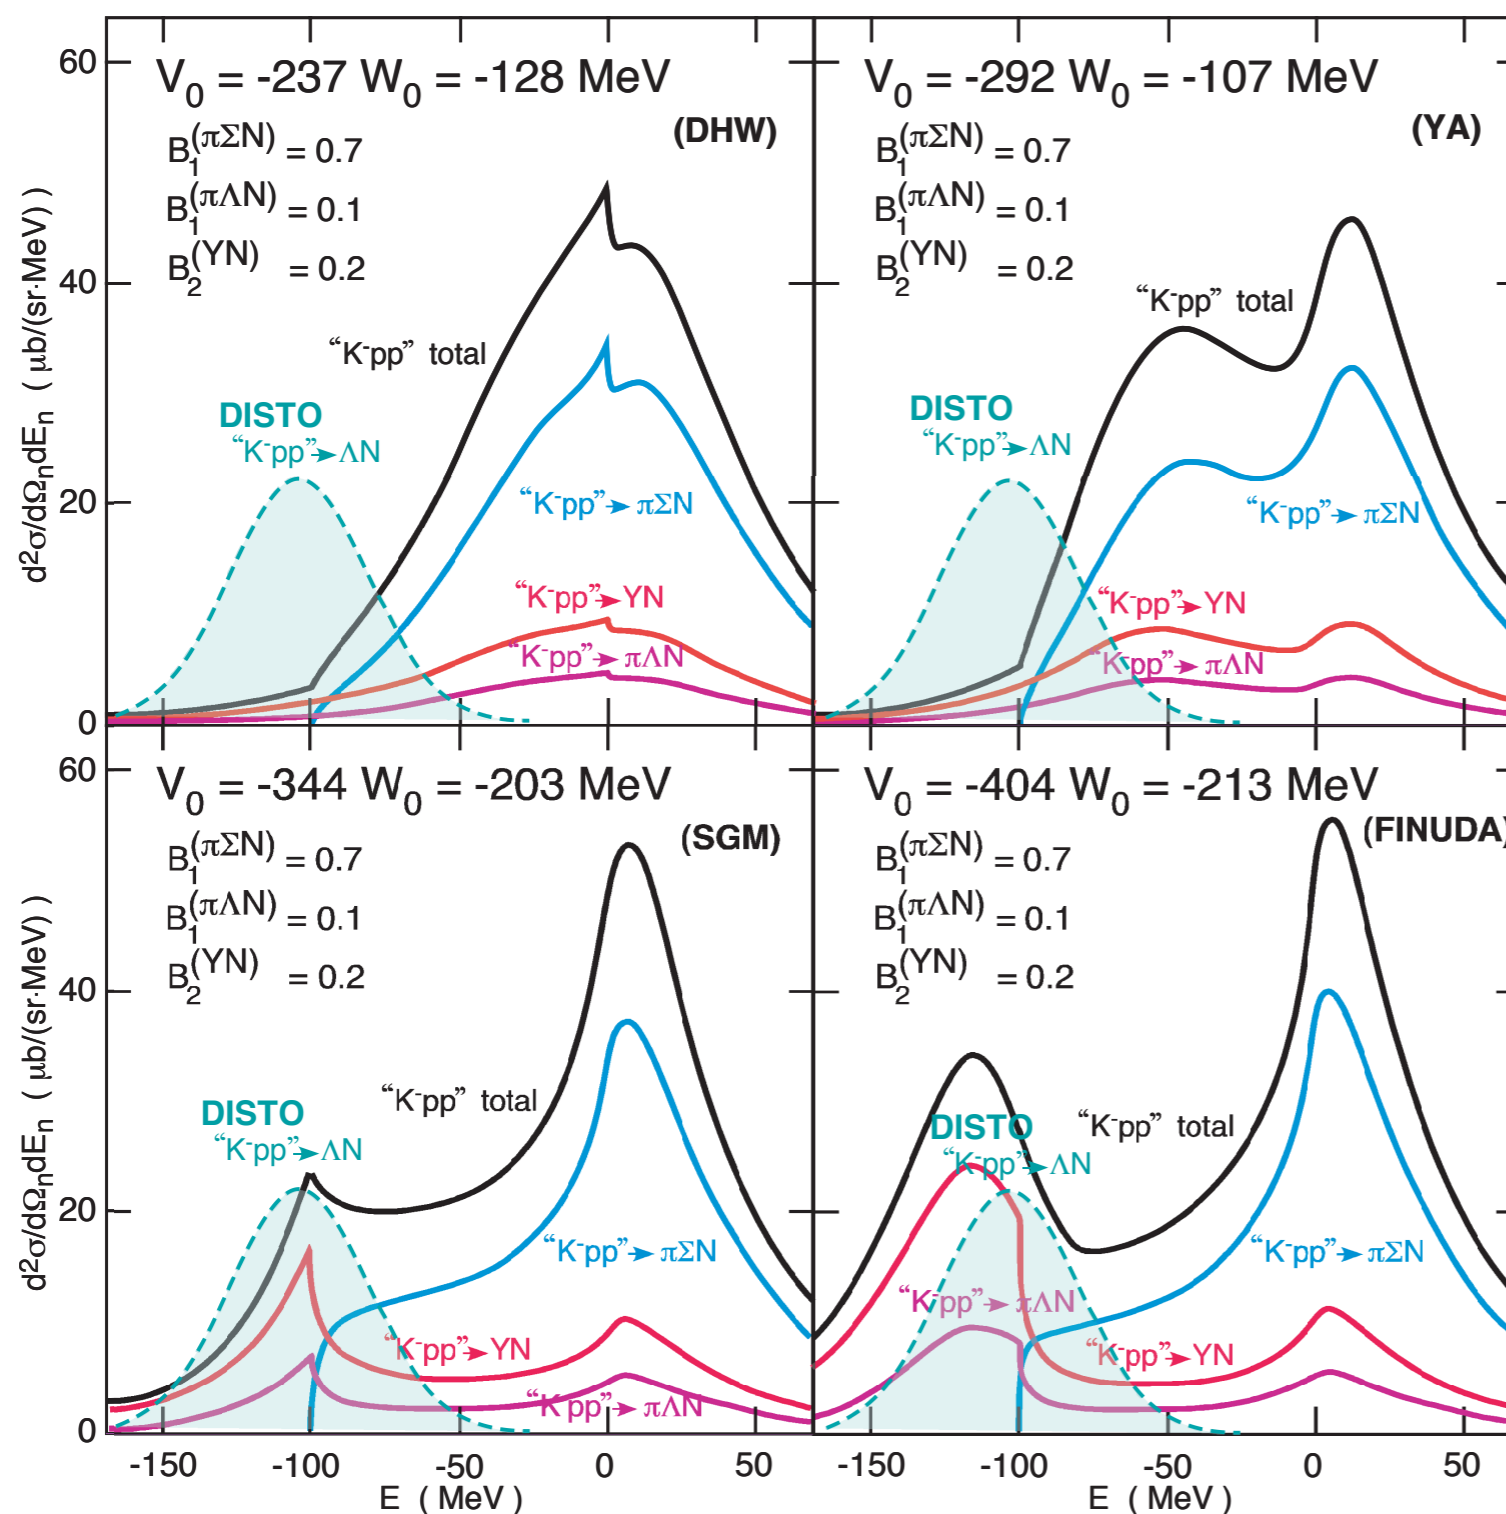 60
V0 = -237 W0 = -128 MeV
(DHW)
B1(πΣN) = 0.7
B1(πΛN) = 0.1
B2(YN) = 0.2
“K-pp” total
DISTO
“K-pp”→ΛN
“K-pp”→πΣN
“K-pp”→YN
“K-pp”→πΛN
40
20
0
d2σ/dΩndEn ( μb/(sr·MeV) )
V0 = -292 W0 = -107 MeV
(YA)
B1(πΣN) = 0.7
B1(πΛN) = 0.1
B2(YN) = 0.2
“K-pp” total
DISTO
“K-pp”→ΛN
“K-pp”→πΣN
“K-pp”→YN
“K-pp”→πΛN
60
V0 = -344 W0 = -203 MeV
(SGM)
B1(πΣN) = 0.7
B1(πΛN) = 0.1
B2(YN) = 0.2
“K-pp” total
DISTO
“K-pp”→ΛN
“K-pp”→πΣN
“K-pp”→YN
“K-pp”→πΛN
40
20
0
d2σ/dΩndEn ( μb/(sr·MeV) )
-150 -100 -50 0 50
E ( MeV )
V0 = -404 W0 = -213 MeV
(FINUDA)
B1(πΣN) = 0.7
B1(πΛN) = 0.1
B2(YN) = 0.2
“K-pp” total
DISTO
“K-pp”→ΛN
“K-pp”→πΣN
“K-pp”→πΛN
“K-pp”→YN
-150 -100 -50 0 50
E ( MeV )